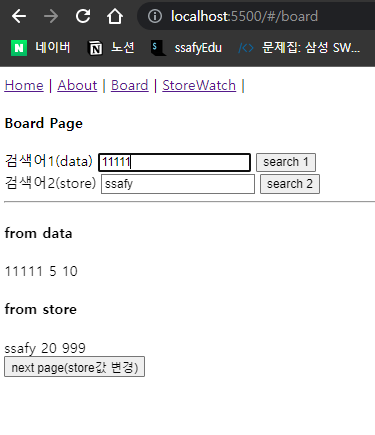 localhost:5500/#/board
네이버 노션 ssafyEdu 문제집: 삼성 SW...
Home | About | Board | StoreWatch |
Board Page
검색어1(data) 11111 search 1
검색어2(store) ssafy search 2
from data
11111 5 10
from store
ssafy 20 999
next page(store값 변경)